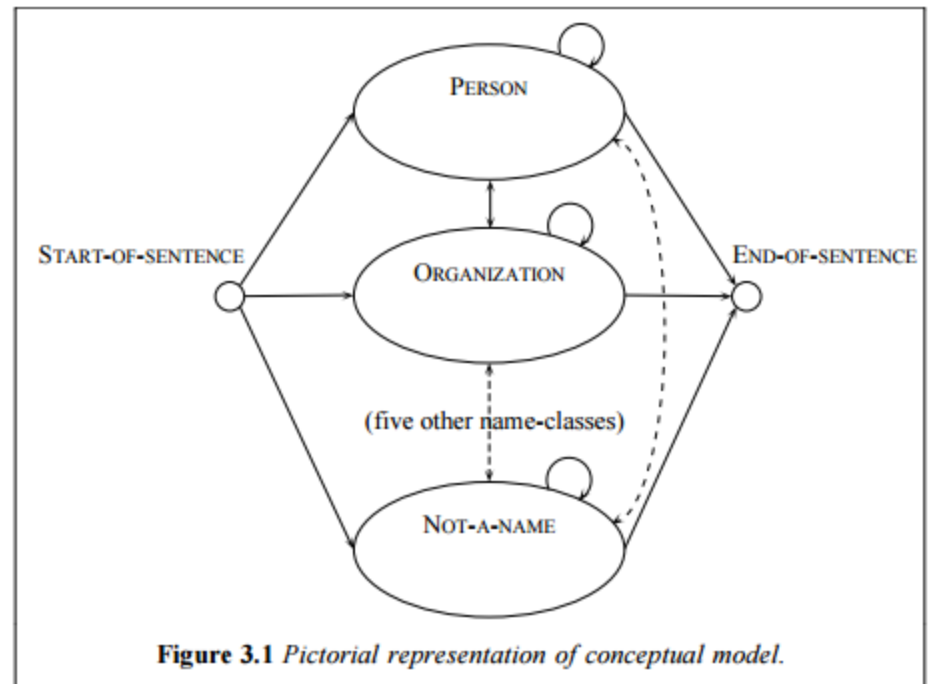 PERSON
START-OF-SENTENCE
END-OF-SENTENCE
ORGANIZATION
(five other name-classes)
NOT-A-NAME
Figure 3.1 Pictorial representation of conceptual model.